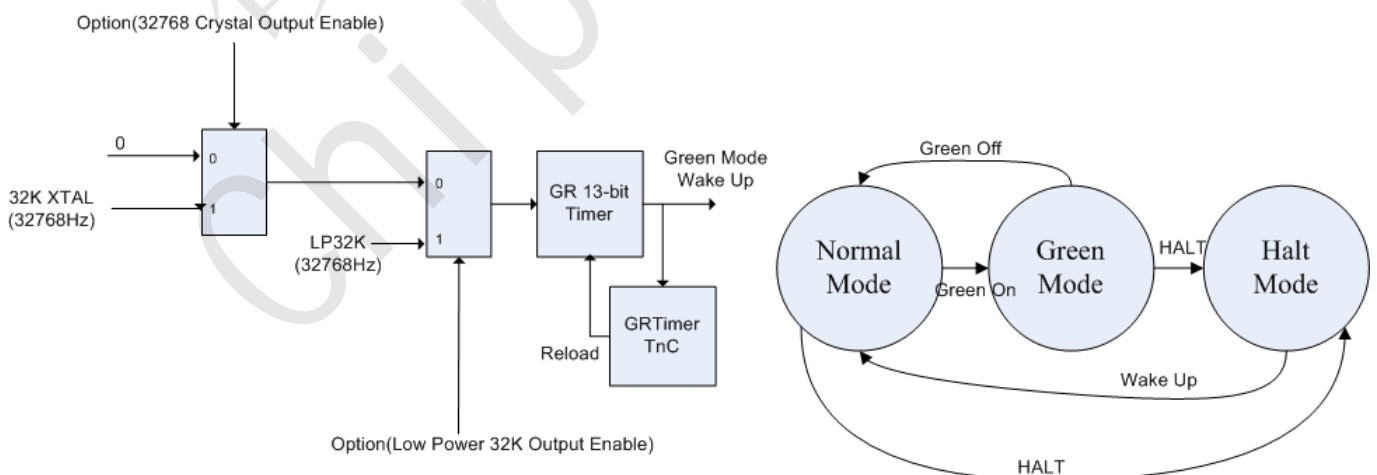 Option(32768 Crystal Output Enable)
0
0
32K XTAL
(32768Hz)
1
LP32K
(32768Hz)
0
1
GR 13-bit
Timer
Green Mode
Wake Up
GRTimer
TnC
Reload
Option(Low Power 32K Output Enable)
Green Off
Normal
Mode
Green On
Green
Mode
HALT
Halt
Mode
Wake Up
HALT
Chip